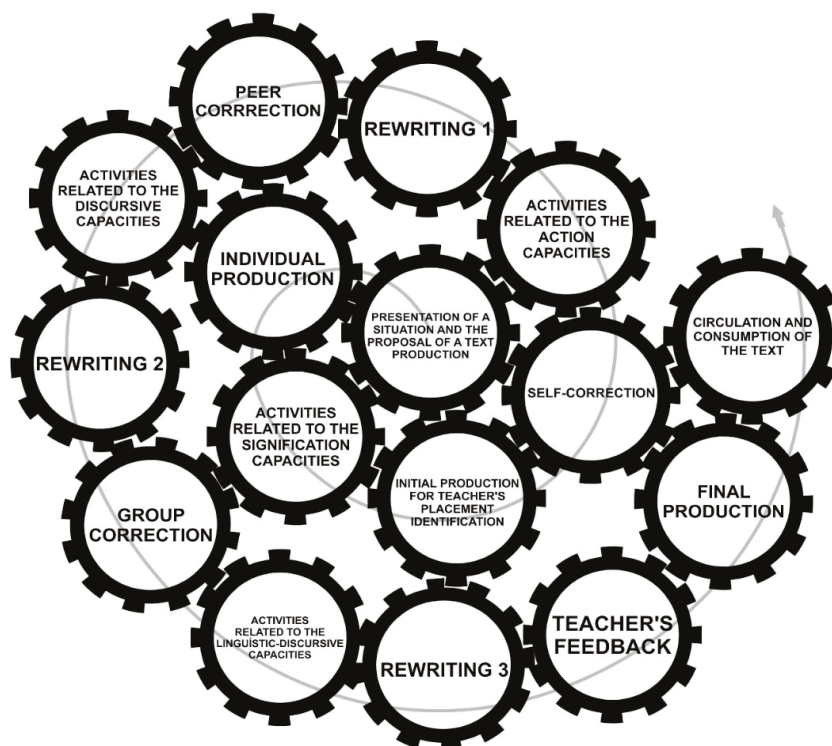 PEER
CORRRECTION
REWRITING 1
ACTIVITIES
RELATED TO THE
DISCURSIVE
CAPACITIES
ACTIVITIES
RELATED TO THE
ACTION
CAPACITIES
INDIVIDUAL
PRODUCTION
PRESENTATION OF A
SITUATION AND THE
PROPOSAL OF A TEXT
PRODUCTION
CIRCULATION AND
CONSUMPTION OF
THE TEXT
REWRITING 2
SELF-CORRECTION
ACTIVITIES
RELATED TO THE
SIGNIFICATION
CAPACITIES
INITIAL PRODUCTION
FOR TEACHER'S
PLACEMENT
IDENTIFICATION
FINAL
PRODUCTION
GROUP
CORRECTION
ACTIVITIES
RELATED TO THE
LINGUÍSTIC-DISCURSIVE
CAPACITIES
REWRITING 3
TEACHER'S
FEEDBACK